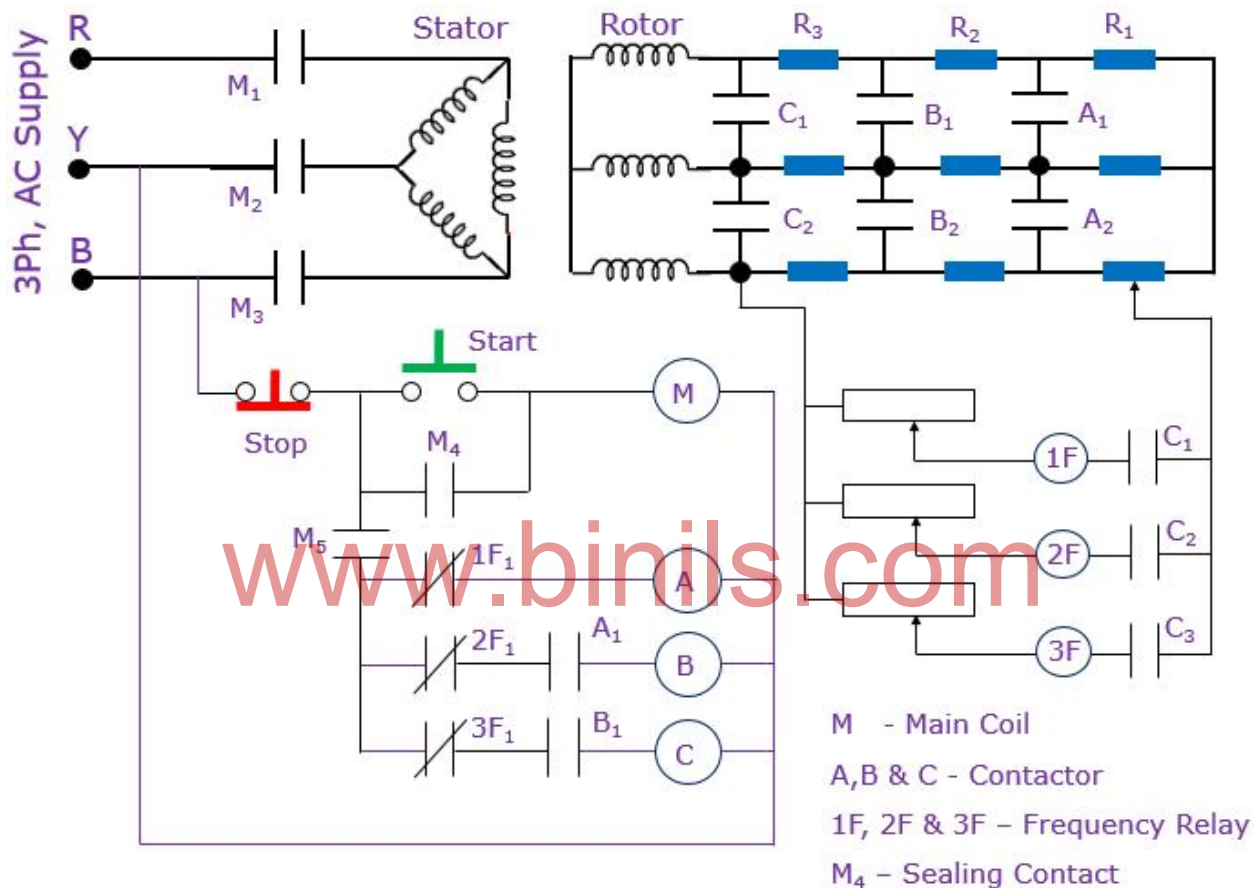 R
Stator
Rotor
R₃
R₂
R₁
3Ph, AC Supply
M₁
C₁
B₁
A₁
Y
M₂
C₂
B₂
A₂
B
M₃
Start
Stop
M
M₄
1F
C₁
M₅
1F₁
A
2F
C₂
www.binils.com
2F₁
A₁
B
3F
C₃
3F₁
B₁
C
M - Main Coil
A,B & C - Contactor
1F, 2F & 3F – Frequency Relay
M₄ – Sealing Contact